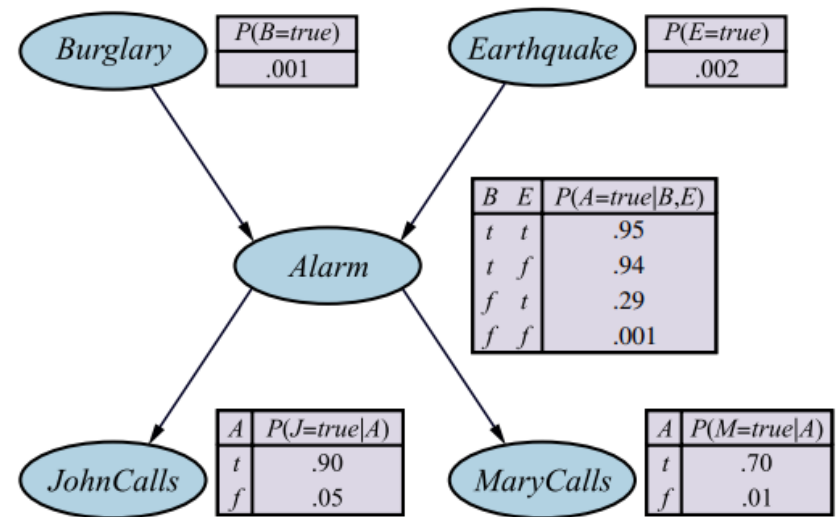 Burglary
P(B=true)
.001
Earthquake
P(E=true)
.002
B E P(A=true|B,E)
t t .95
t f .94
f t .29
f f .001
Alarm
JohnCalls
A P(J=true|A)
t .90
f .05
MaryCalls
A P(M=true|A)
t .70
f .01